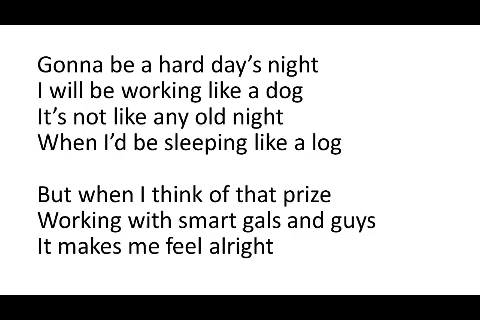 Gonna be a hard day’s night
I will be working like a dog
It’s not like any old night
When I’d be sleeping like a log
But when I think of that prize
Working with smart gals and guys
It makes me feel alright